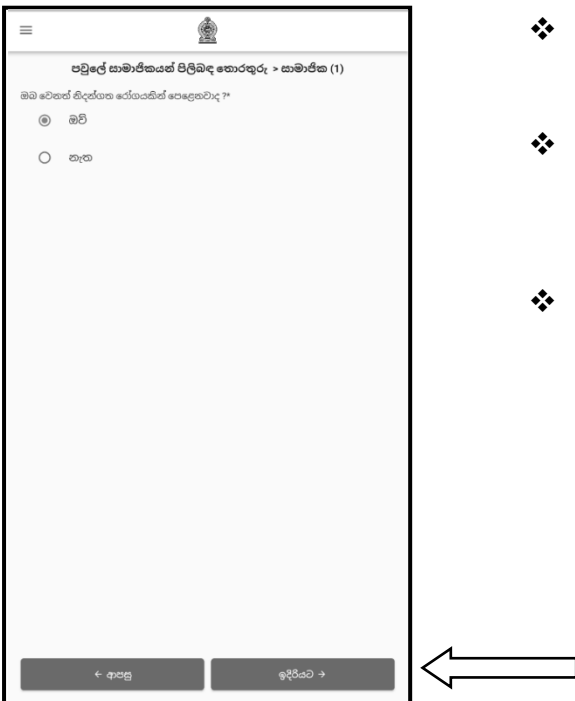 පවුලේ සාමාජිකයන් පිලිබඳ තොරතුරු > සාමාජික (1)
ඔබ වෙනත් නිදන්ගත රෝගයකින් පෙළෙනවාද ?*
ඔව්
නැත
← ආපසු
ඉදිරියට →